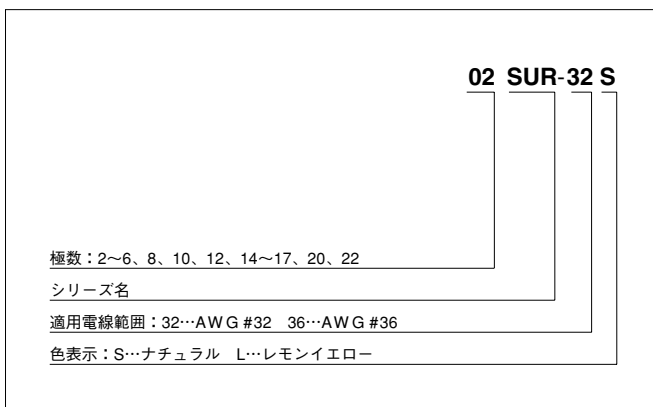 02 SUR-32 S
極数：2～6、8、10、12、14～17、20、22
シリーズ名
適用電線範囲：32…AWG #32　36…AWG #36
色表示：S…ナチュラル　L…レモンイエロー